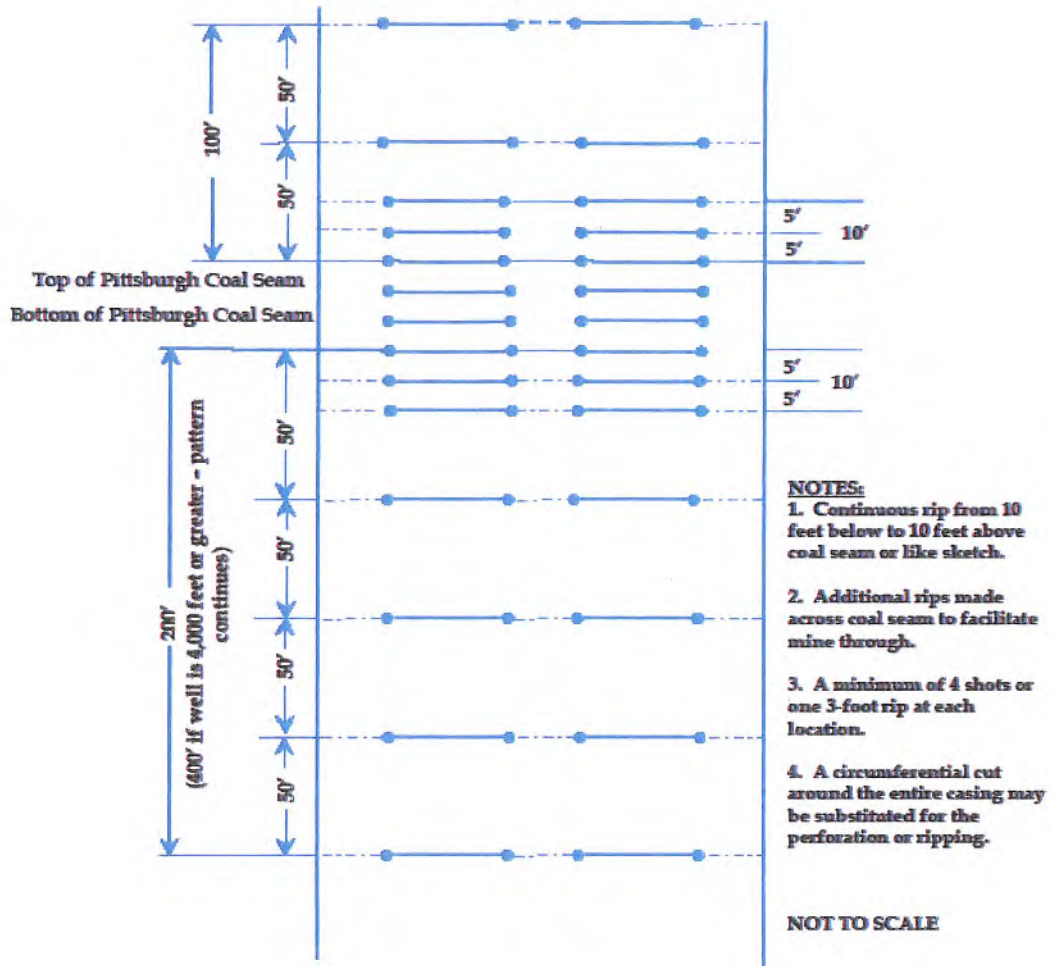 50'
100'
50'
5'
10'
5'
Top of Pittsburgh Coal Seam
Bottom of Pittsburgh Coal Seam
5'
10'
5'
50'
200'
(400' if well is 4,000 feet or greater – pattern
continues)
50'
50'
50'
NOTES:
1. Continuous rip from 10
feet below to 10 feet above
coal seam or like sketch.
2. Additional rips made
across coal seam to facilitate
mine through.
3. A minimum of 4 shots or
one 3-foot rip at each
location.
4. A circumferential cut
around the entire casing may
be substituted for the
perforation or ripping.
NOT TO SCALE